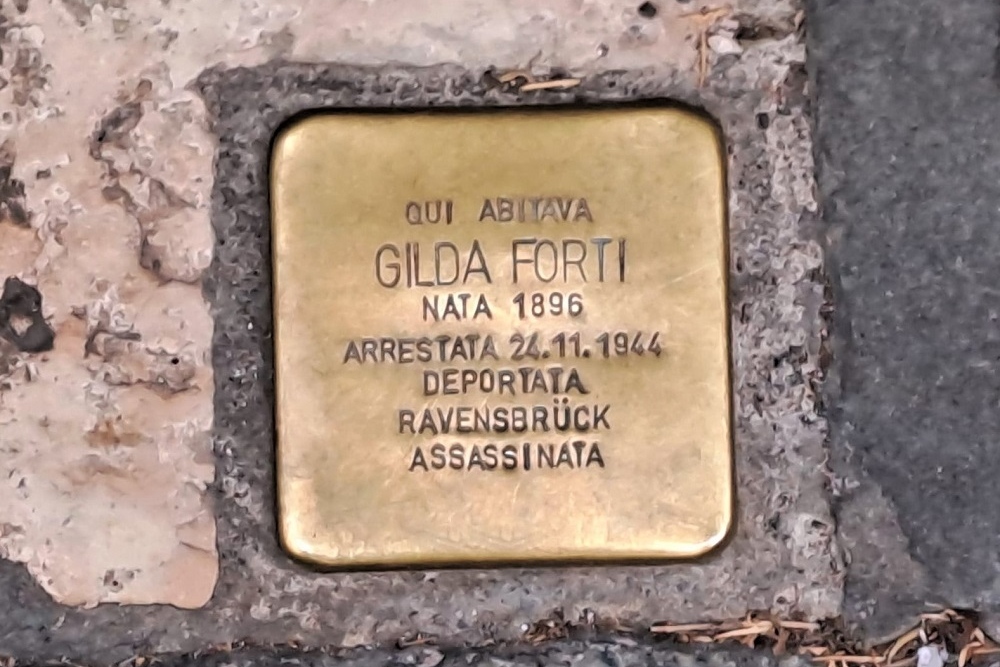 QUI ABITAVA
GILDA FORTI
NATA 1896
ARRESTATA 24.11.1944
DEPORTATA
RAVENSBRÜCK
ASSASSINATA